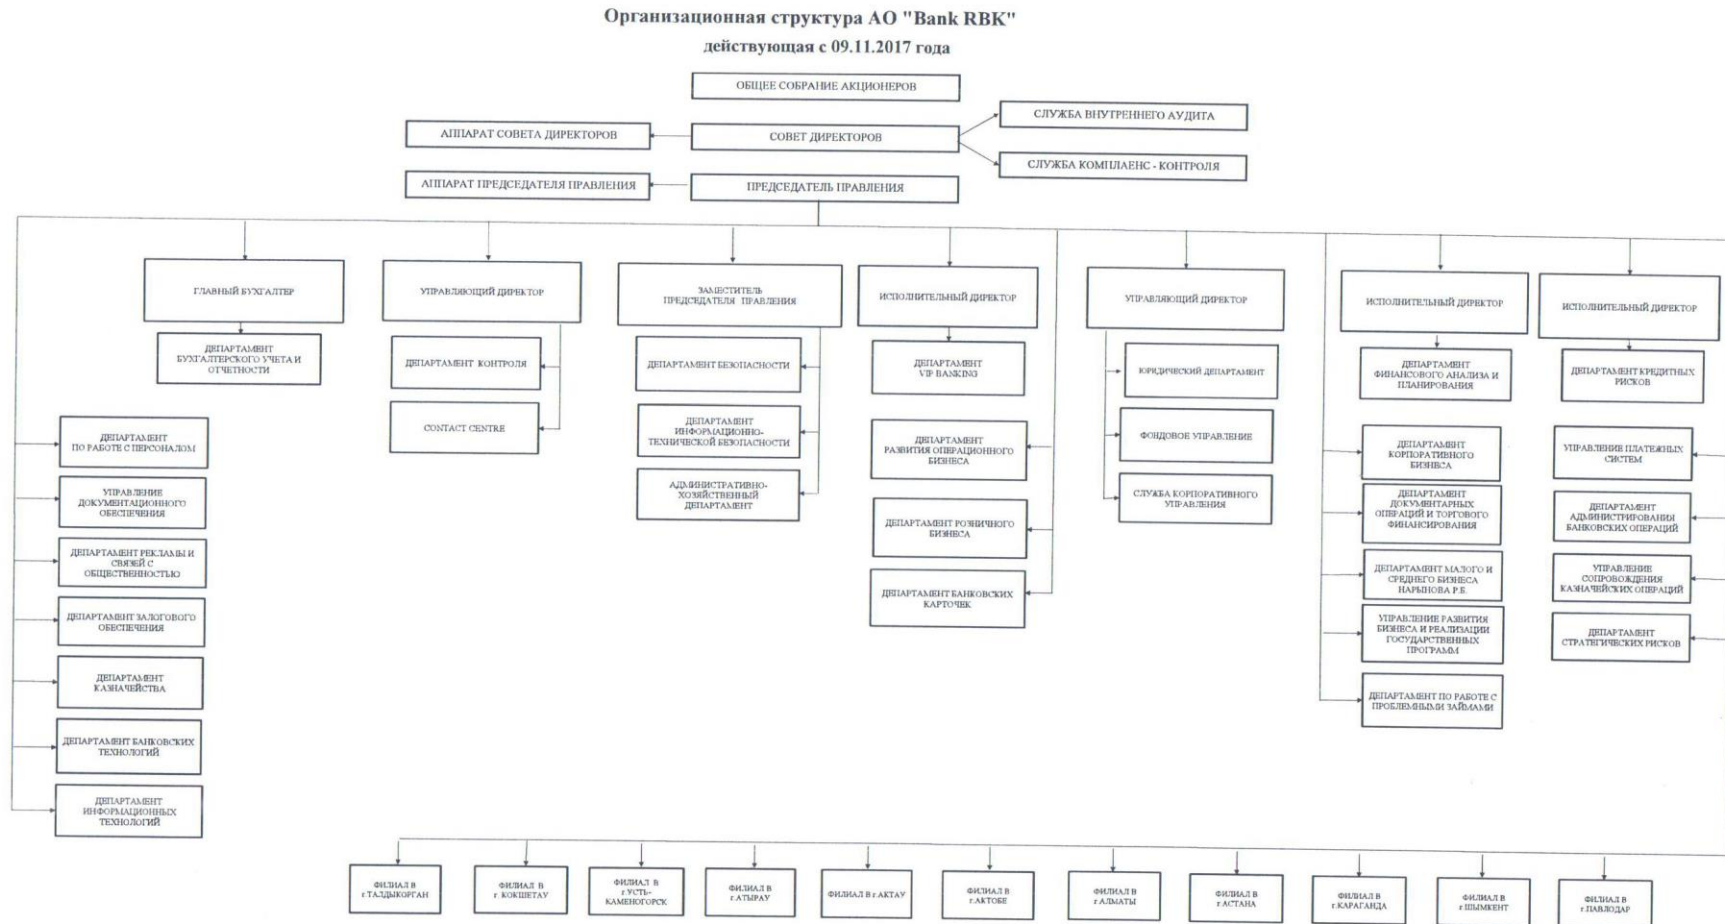 Организационная структура АО "Bank RBK"
действующая с 09.11.2017 года
ОБЩЕЕ СОБРАНИЕ АКЦИОНЕРОВ
СЛУЖБА ВНУТРЕННЕГО АУДИТА
АППАРАТ СОВЕТА ДИРЕКТОРОВ
СОВЕТ ДИРЕКТОРОВ
СЛУЖБА КОМПЛАЕНС - КОНТРОЛЯ
АППАРАТ ПРЕДСЕДАТЕЛЯ ПРАВЛЕНИЯ
ПРЕДСЕДАТЕЛЬ ПРАВЛЕНИЯ
ГЛАВНЫЙ БУХГАЛТЕР
ДЕПАРТАМЕНТ
БУХГАЛТЕРСКОГО УЧЕТА И
ОТЧЕТНОСТИ
ДЕПАРТАМЕНТ
ПО РАБОТЕ С ПЕРСОНАЛОМ
УПРАВЛЕНИЕ
ДОКУМЕНТАЦИОННОГО
ОБЕСПЕЧЕНИЯ
ДЕПАРТАМЕНТ РЕКЛАМЫ И
СВЯЗЕЙ С
ОБЩЕСТВЕННОСТЬЮ
ДЕПАРТАМЕНТ ЗАЛОГОВОГО
ОБЕСПЕЧЕНИЯ
ДЕПАРТАМЕНТ
КАЗНАЧЕЙСТВА
ДЕПАРТАМЕНТ БАНКОВСКИХ
ТЕХНОЛОГИЙ
ДЕПАРТАМЕНТ
ИНФОРМАЦИОННЫХ
ТЕХНОЛОГИЙ
УПРАВЛЯЮЩИЙ ДИРЕКТОР
ДЕПАРТАМЕНТ КОНТРОЛЯ
CONTACT CENTRE
ЗАМЕСТИТЕЛЬ
ПРЕДСЕДАТЕЛЯ ПРАВЛЕНИЯ
ДЕПАРТАМЕНТ БЕЗОПАСНОСТИ
ДЕПАРТАМЕНТ
ИНФОРМАЦИОННО-
ТЕХНИЧЕСКОЙ БЕЗОПАСНОСТИ
АДМИНИСТРАТИВНО-
ХОЗЯЙСТВЕННЫЙ
ДЕПАРТАМЕНТ
ИСПОЛНИТЕЛЬНЫЙ ДИРЕКТОР
ДЕПАРТАМЕНТ
VIP BANKING
ДЕПАРТАМЕНТ
РАЗВИТИЯ ОПЕРАЦИОННОГО
БИЗНЕСА
ДЕПАРТАМЕНТ РОЗНИЧНОГО
БИЗНЕСА
ДЕПАРТАМЕНТ БАНКОВСКИХ
КАРТОЧЕК
УПРАВЛЯЮЩИЙ ДИРЕКТОР
ЮРИДИЧЕСКИЙ ДЕПАРТАМЕНТ
ФОНДОВОЕ УПРАВЛЕНИЕ
СЛУЖБА КОРПОРАТИВНОГО
УПРАВЛЕНИЯ
ИСПОЛНИТЕЛЬНЫЙ ДИРЕКТОР
ДЕПАРТАМЕНТ
ФИНАНСОВОГО АНАЛИЗА И
ПЛАНИРОВАНИЯ
ДЕПАРТАМЕНТ
КОРПОРАТИВНОГО
БИЗНЕСА
ДЕПАРТАМЕНТ
ДОКУМЕНТАРНЫХ
ОПЕРАЦИЙ И ТОРГОВОГО
ФИНАНСИРОВАНИЯ
ДЕПАРТАМЕНТ МАЛОГО И
СРЕДНЕГО БИЗНЕСА
НАРЫНОВА Р.Б.
УПРАВЛЕНИЕ РАЗВИТИЯ
БИЗНЕСА И РЕАЛИЗАЦИИ
ГОСУДАРСТВЕННЫХ
ПРОГРАММ
ДЕПАРТАМЕНТ ПО РАБОТЕ С
ПРОБЛЕМНЫМИ ЗАЙМАМИ
ИСПОЛНИТЕЛЬНЫЙ ДИРЕКТОР
ДЕПАРТАМЕНТ КРЕДИТНЫХ
РИСКОВ
УПРАВЛЕНИЕ ПЛАТЕЖНЫХ
СИСТЕМ
ДЕПАРТАМЕНТ
АДМИНИСТРИРОВАНИЯ
БАНКОВСКИХ ОПЕРАЦИЙ
УПРАВЛЕНИЕ
СОПРОВОЖДЕНИЯ
КАЗНАЧЕЙСКИХ ОПЕРАЦИЙ
ДЕПАРТАМЕНТ
СТРАТЕГИЧЕСКИХ РИСКОВ
ФИЛИАЛ В
г.ТАЛДЫКОРГАН
ФИЛИАЛ В
г. КОКШЕТАУ
ФИЛИАЛ В
г.УСТЬ-
КАМЕНОГОРСК
ФИЛИАЛ В
г.АТЫРАУ
ФИЛИАЛ В г.АКТАУ
ФИЛИАЛ В
г.АКТОБЕ
ФИЛИАЛ В
г.АЛМАТЫ
ФИЛИАЛ В
г.АСТАНА
ФИЛИАЛ В
г.КАРАГАНДА
ФИЛИАЛ В
г.ШЫМКЕНТ
ФИЛИАЛ В
г.ПАВЛОДАР